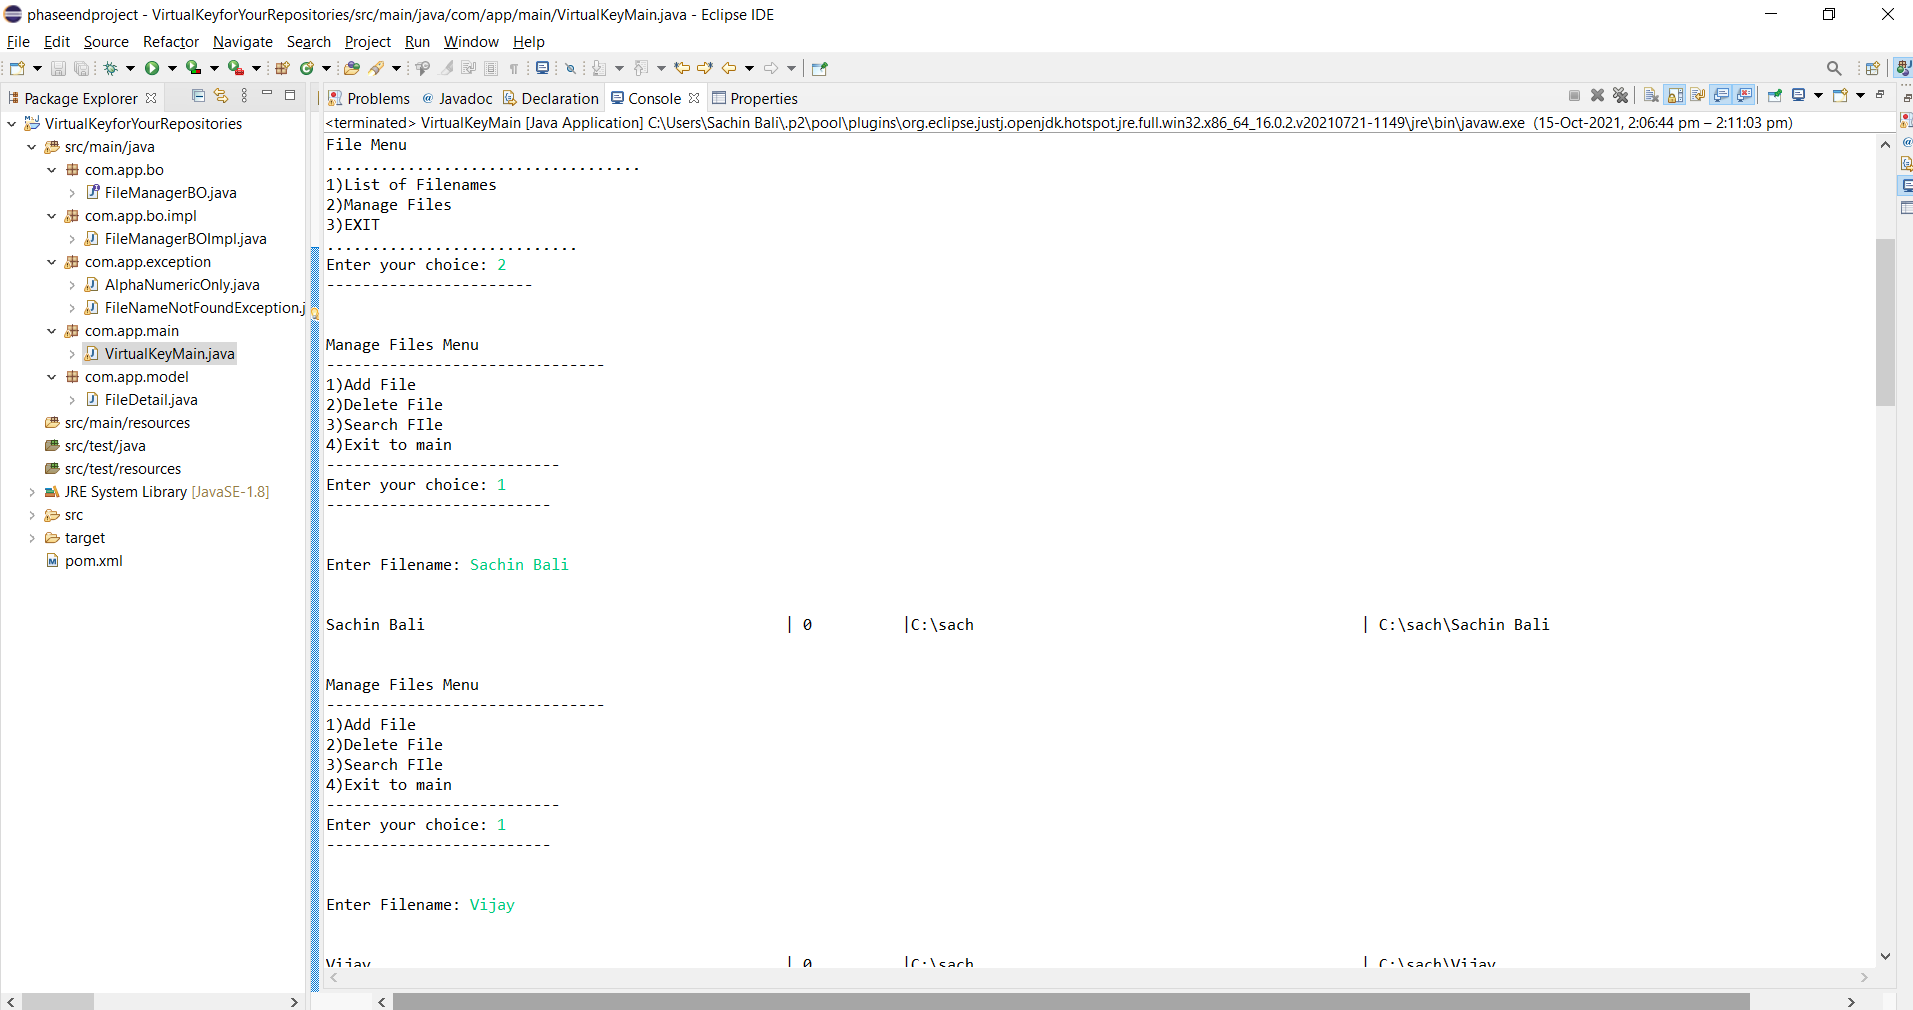 phaseendproject - VirtualKeyforYourRepositories/src/main/java/com/app/main/VirtualKeyMain.java - Eclipse IDE
File Edit Source Refactor Navigate Search Project Run Window Help
Package Explorer
Problems @ Javadoc Declaration Console Properties
VirtualKeyforYourRepositories
src/main/java
com.app.bo
FileManagerBO.java
com.app.bo.impl
FileManagerBOImpl.java
com.app.exception
AlphaNumericOnly.java
FileNameNotFoundException.j
com.app.main
VirtualKeyMain.java
com.app.model
FileDetail.java
src/main/resources
src/test/java
src/test/resources
JRE System Library [JavaSE-1.8]
src
target
pom.xml
<terminated> VirtualKeyMain [Java Application] C:\Users\Sachin Bali\.p2\pool\plugins\org.eclipse.justj.openjdk.hotspot.jre.full.win32.x86_64_16.0.2.v20210721-1149\jre\bin\javaw.exe (15-Oct-2021, 2:06:44 pm – 2:11:03 pm)
File Menu
...................................
1)List of Filenames
2)Manage Files
3)EXIT
............................
Enter your choice: 2
-----------------------
Manage Files Menu
-------------------------------
1)Add File
2)Delete File
3)Search FIle
4)Exit to main
--------------------------
Enter your choice: 1
-------------------------
Enter Filename: Sachin Bali
Sachin Bali | 0 |C:\sach | C:\sach\Sachin Bali
Manage Files Menu
-------------------------------
1)Add File
2)Delete File
3)Search FIle
4)Exit to main
--------------------------
Enter your choice: 1
-------------------------
Enter Filename: Vijay
Vijay | 0 |C:\sach | C:\sach\Vijay